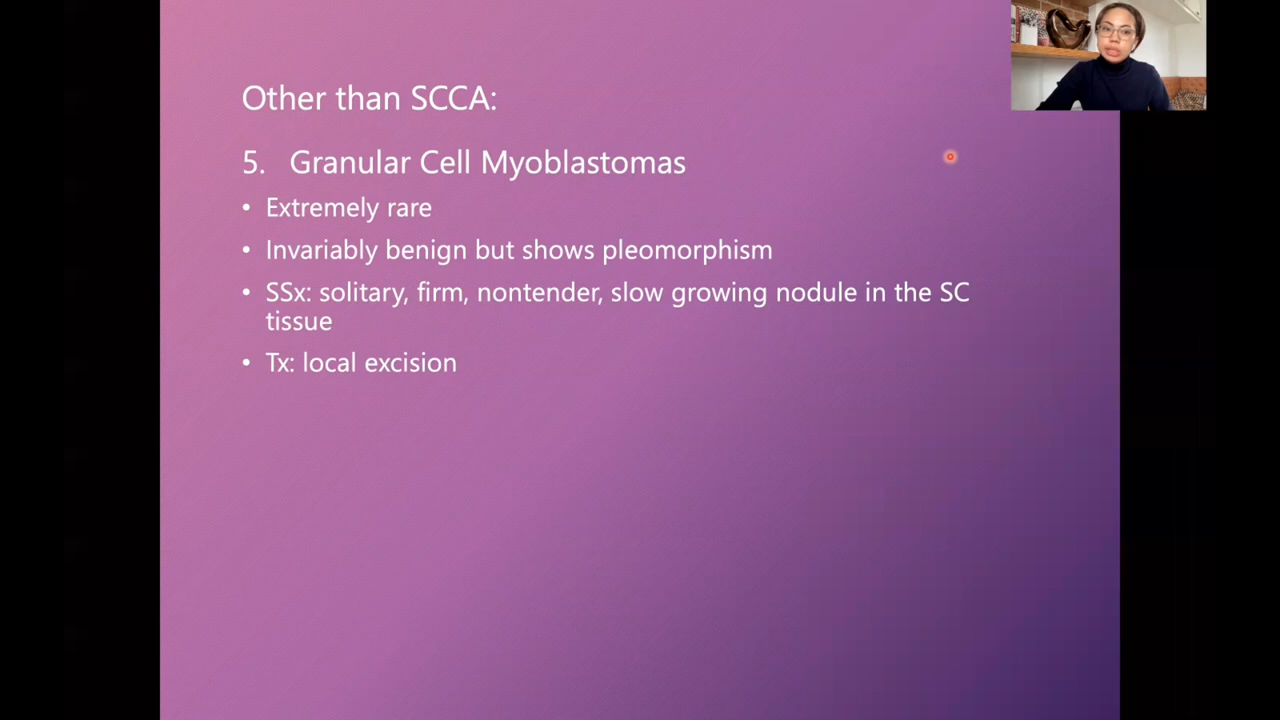 Other than SCCA:
5. Granular Cell Myoblastomas
• Extremely rare
• Invariably benign but shows pleomorphism
• SSx: solitary, firm, nontender, slow growing nodule in the SC
tissue
• Tx: local excision